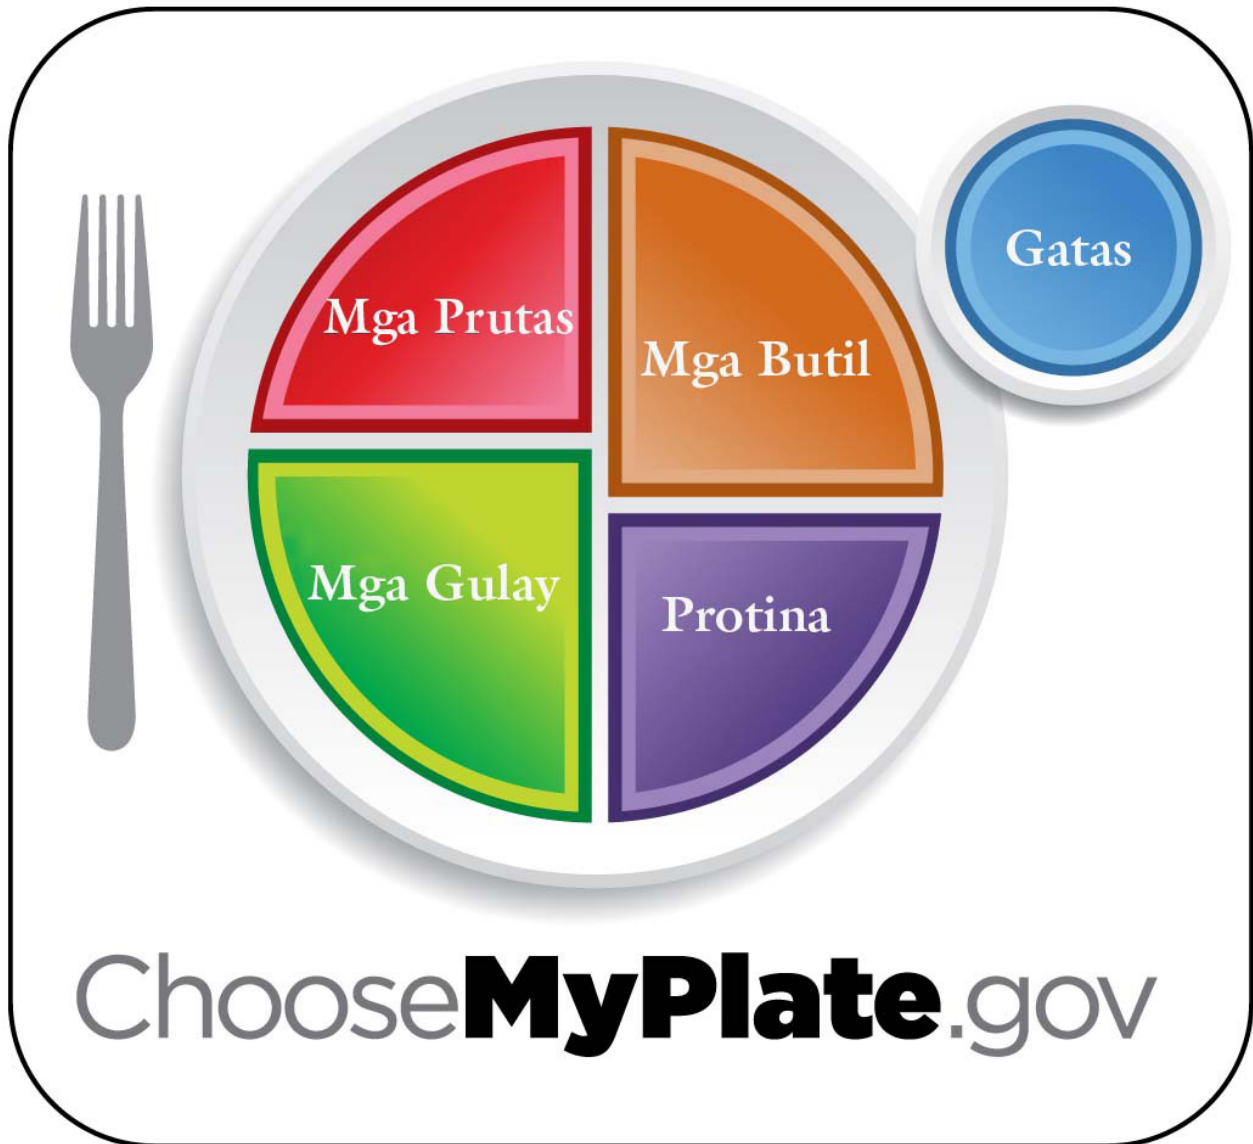 Mga Prutas
Mga Butil
Gatas
Mga Gulay
Protina
ChooseMyPlate.gov